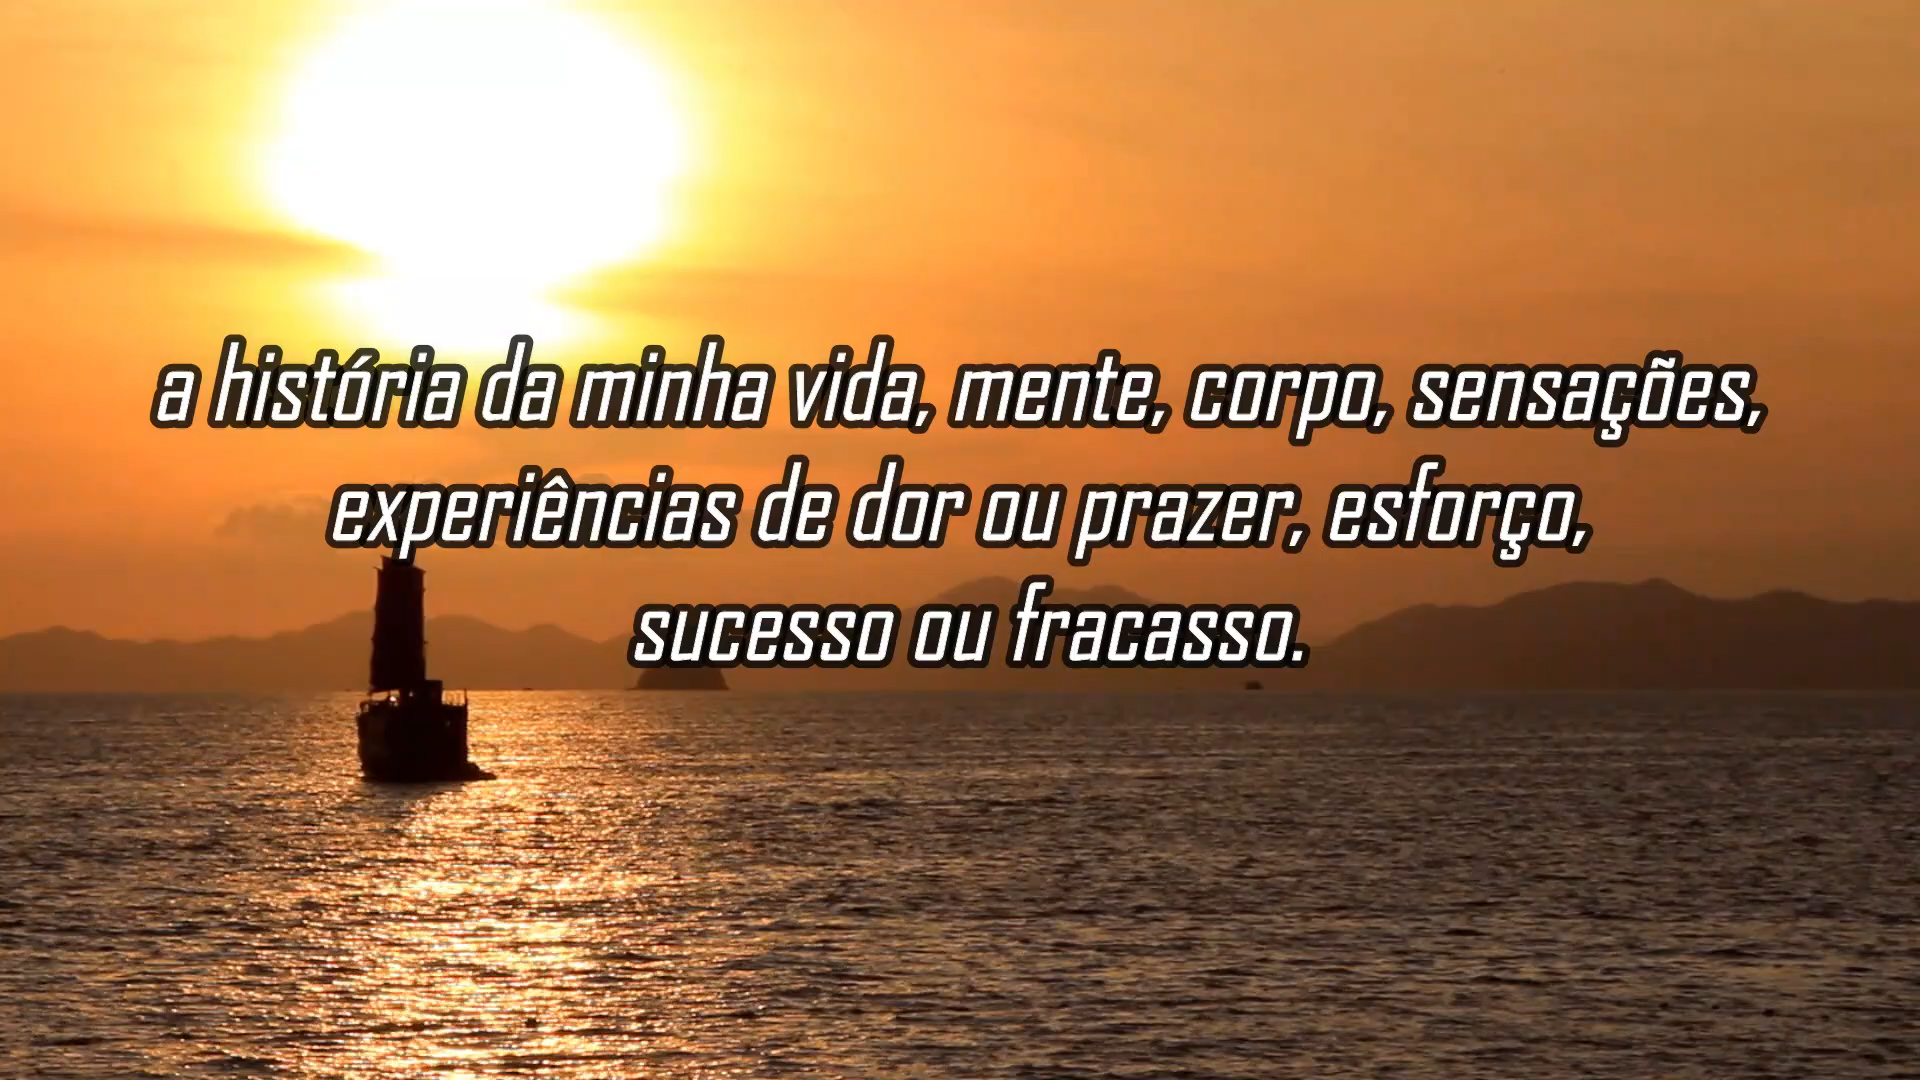 a história da minha vida, mente, corpo, sensações,
experiências de dor ou prazer, esforço,
sucesso ou fracasso.